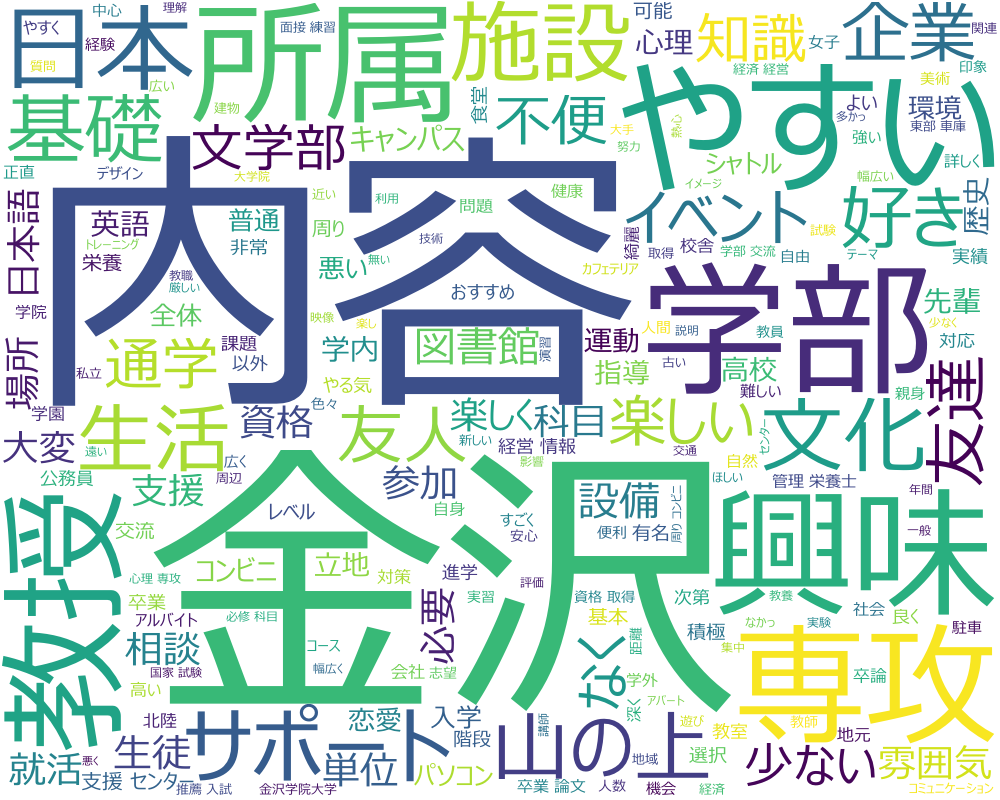 中心
理解
やすく
日本
経験
質問
広い
所属
面接 練習
施設
可能
心理
知識
女子
企業
関連
経済 経営
印象
美術
基礎
建物
食堂
不便
やすい
よい
多かっ
環境
東部 車庫
強い
文学部
キャンパス
大手
努力
熱心
シャトル
詳しく
正直
デザイン
大学院
近い
利用
健康
イメージ
幅広い
日本語
英語
普通
周り
問題
イベント
好き
歴史
トレーニング
非常
技術
綺麗
校舎
学部 交流
試験
栄養
悪い
無い
カフェテリア
取得
自由
テーマ
実績
教職
厳しい
内容
おすすめ
学部
学院
全体
映像
楽し
先輩
場所
課題
学内
図書館
演習
運動
人間
説明
教員
少なく
対応
私立
通学
以外
古い
高校
やる気
指導
難しい
親身
学園
色々
生活
資格
友人
楽しく
科目
楽しい
文化
友達
大変
新しい
経営 情報
センター
遠い
広く
交通
影響
自然
公務員
周辺
支援
参加
設備
ほしい
管理 栄養士
年間
自身
レベル
すごく
便利
有名
周り コンビニ
教授
交流
安心
興味
一般
金沢
コンビニ
立地
心理 専攻
対策
進学
評価
資格 取得
次第
教養
卒業
実習
基本
社会
アルバイト
必要
良く
必修 科目
積極
なかっ
実験
駐車
相談
コース
なく
距離
集中
専攻
国家 試験
幅広く
会社 志望
学外
卒論
高い
深く
アパート
北陸
サポート
恋愛
入学
講師
山の上
遊び
教師
地元
階段
教室
就活
生徒
単位
地域
選択
少ない
雰囲気
悪く
支援 センター
パソコン
推薦 入試
金沢学院大学
卒業 論文
人数
機会
経済
コミュニケーション